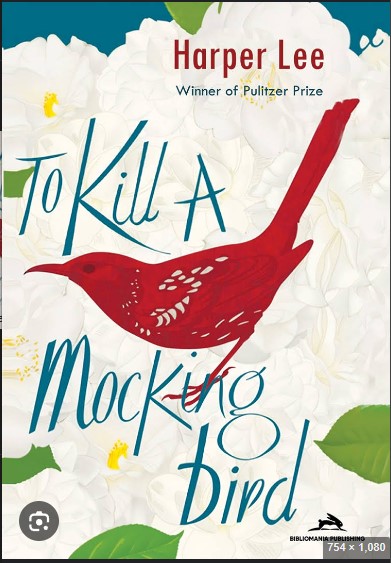 Harper Lee
Winner of Pulitzer Prize
To Kill A
Mocking
bird
BIBLIOMANIA PUBLISHING
754 × 1,080